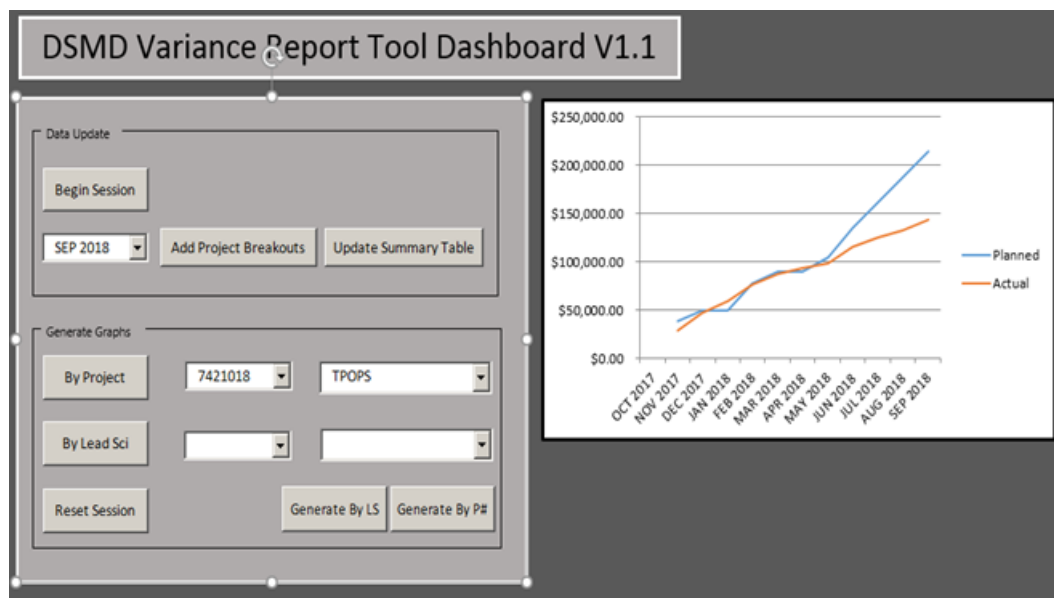 DSMD Variance Report Tool Dashboard V1.1
Data Update
Begin Session
SEP 2018
Add Project Breakouts
Update Summary Table
Generate Graphs
By Project
7421018
TPOPS
By Lead Sci
Reset Session
Generate By LS
Generate By P#
$250,000.00
$200,000.00
$150,000.00
$100,000.00
$50,000.00
$0.00
OCT 2017
NOV 2017
DEC 2017
JAN 2018
FEB 2018
MAR 2018
APR 2018
MAY 2018
JUN 2018
JUL 2018
AUG 2018
SEP 2018
Planned
Actual